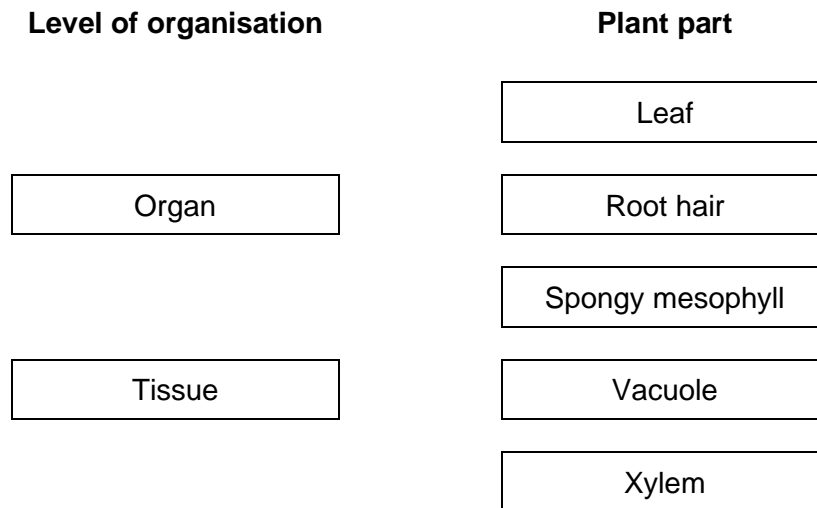 Level of organisation
Plant part
Leaf
Organ
Root hair
Spongy mesophyll
Tissue
Vacuole
Xylem